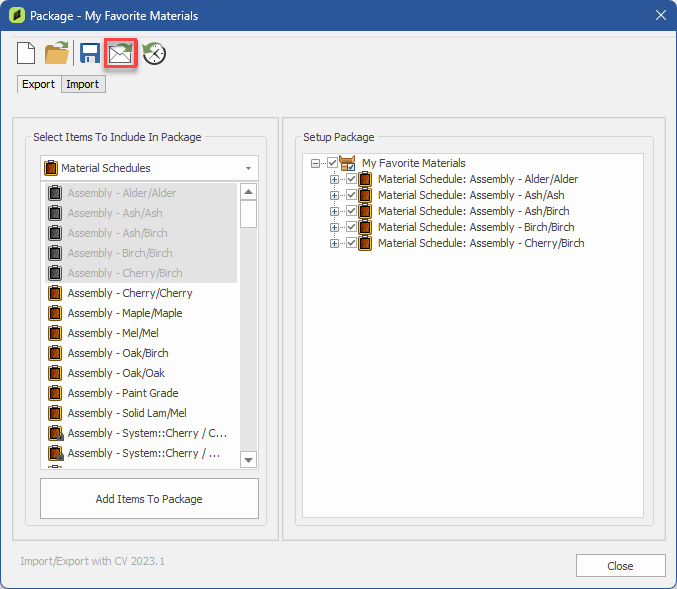 Package - My Favorite Materials
Export Import
Select Items To Include In Package
Material Schedules
Assembly - Alder/Alder
Assembly - Ash/Ash
Assembly - Ash/Birch
Assembly - Birch/Birch
Assembly - Cherry/Birch
Assembly - Cherry/Cherry
Assembly - Maple/Maple
Assembly - Mel/Mel
Assembly - Oak/Birch
Assembly - Oak/Oak
Assembly - Paint Grade
Assembly - Solid Lam/Mel
Assembly - System::Cherry / C...
Assembly - System::Cherry / ...
Add Items To Package
Setup Package
My Favorite Materials
Material Schedule: Assembly - Alder/Alder
Material Schedule: Assembly - Ash/Ash
Material Schedule: Assembly - Ash/Birch
Material Schedule: Assembly - Birch/Birch
Material Schedule: Assembly - Cherry/Birch
Import/Export with CV 2023.1
Close